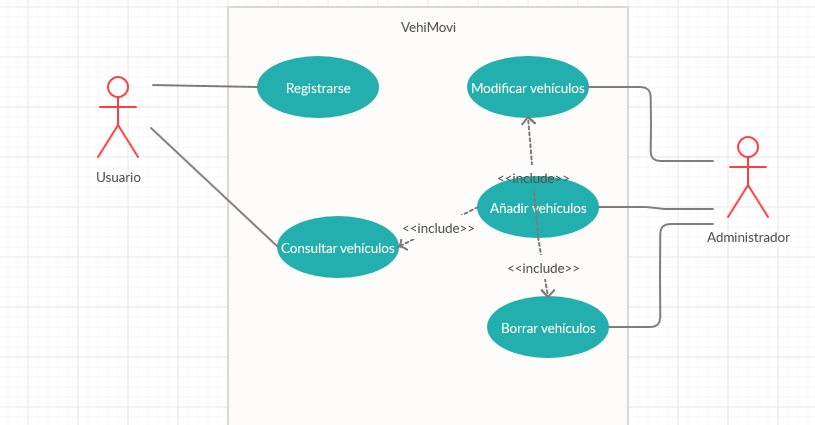 VehiMovi
Registrarse
Modificar vehículos
Usuario
<<include>>
Añadir vehículos
<<include>>
Administrador
Consultar vehículos
<<include>>
Borrar vehículos